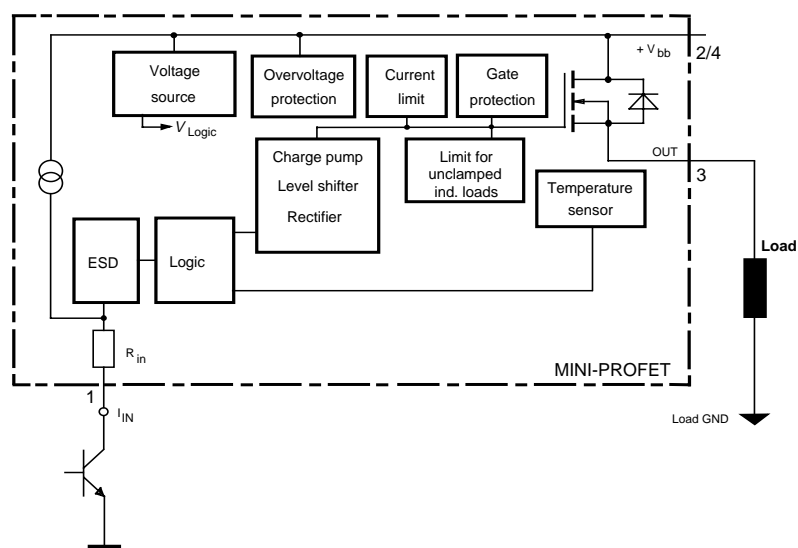 + V bb
2/4
Voltage
source
Overvoltage
protection
Current
limit
Gate
protection
V Logic
Charge pump
Level shifter
Rectifier
Limit for
unclamped
ind. loads
OUT
3
Temperature
sensor
ESD
Logic
Load
R in
MINI-PROFET
1
I IN
Load GND